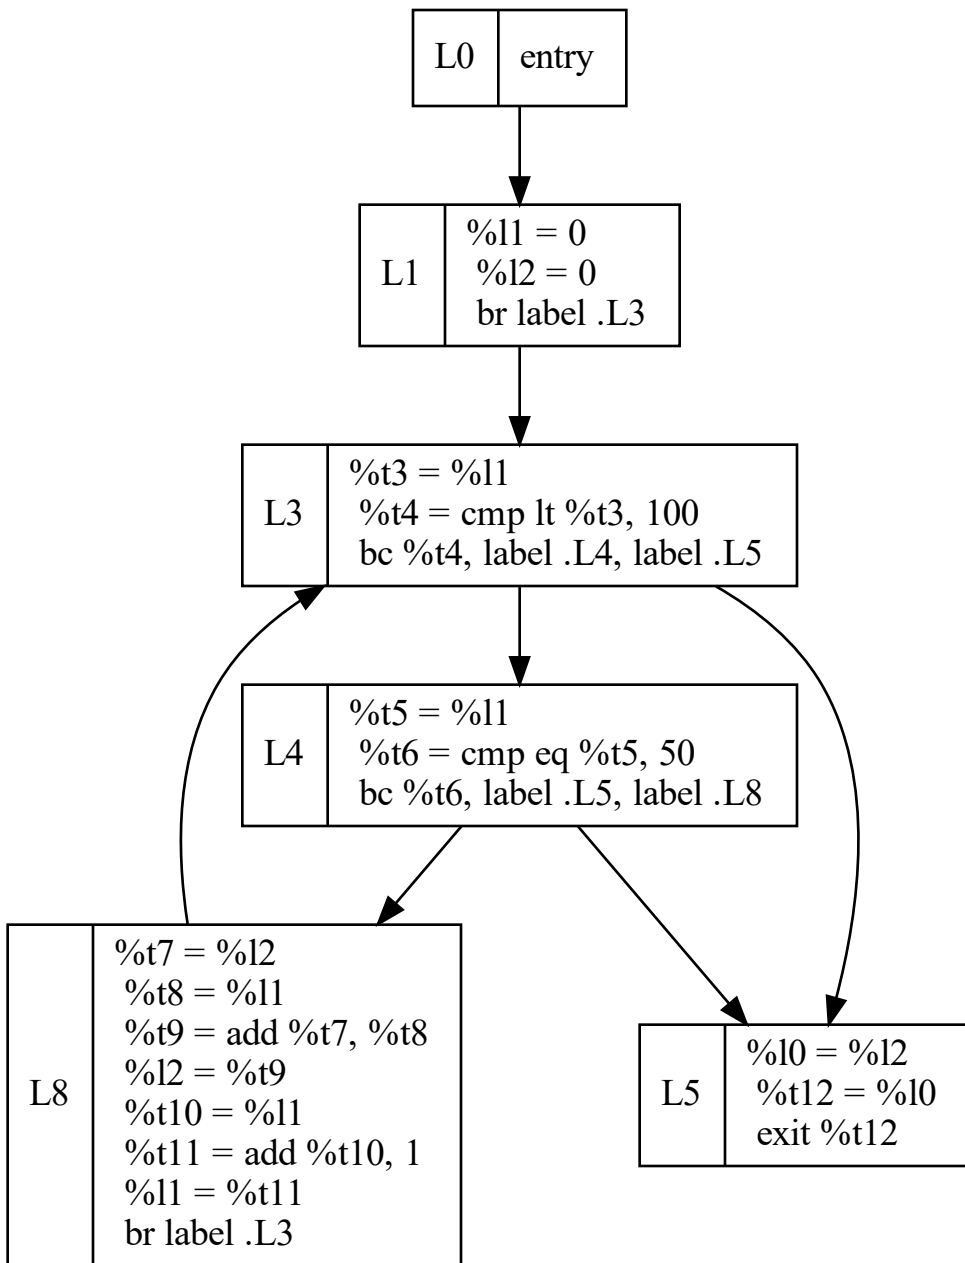 L0 entry
L1
%l1 = 0
%l2 = 0
br label .L3
L3
%t3 = %l1
%t4 = cmp lt %t3, 100
bc %t4, label .L4, label .L5
L4
%t5 = %l1
%t6 = cmp eq %t5, 50
bc %t6, label .L5, label .L8
L8
%t7 = %l2
%t8 = %l1
%t9 = add %t7, %t8
%l2 = %t9
%t10 = %l1
%t11 = add %t10, 1
%l1 = %t11
br label .L3
L5
%l0 = %l2
%t12 = %l0
exit %t12